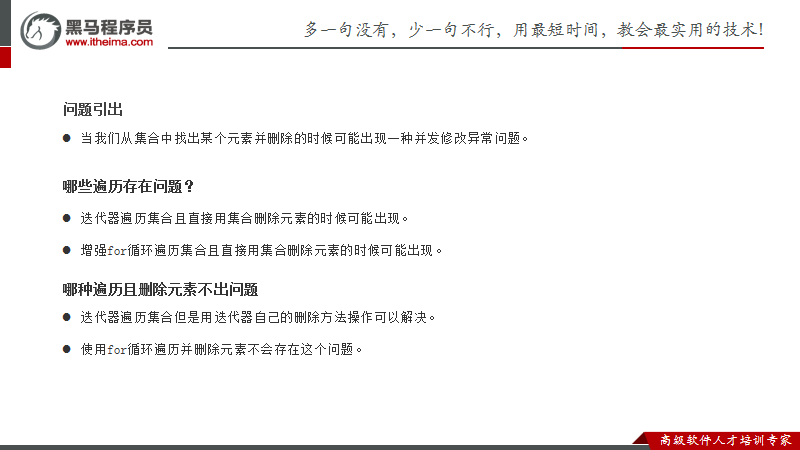 黑马程序员
www.itheima.com
多一句没有，少一句不行，用最短时间，教会最实用的技术！
问题引出
● 当我们从集合中找出某个元素并删除的时候可能出现一种并发修改异常问题。
哪些遍历存在问题？
● 迭代器遍历集合且直接用集合删除元素的时候可能出现。
● 增强for循环遍历集合且直接用集合删除元素的时候可能出现。
哪种遍历且删除元素不出问题
● 迭代器遍历集合但是用迭代器自己的删除方法操作可以解决。
● 使用for循环遍历并删除元素不会存在这个问题。
高级软件人才培训专家